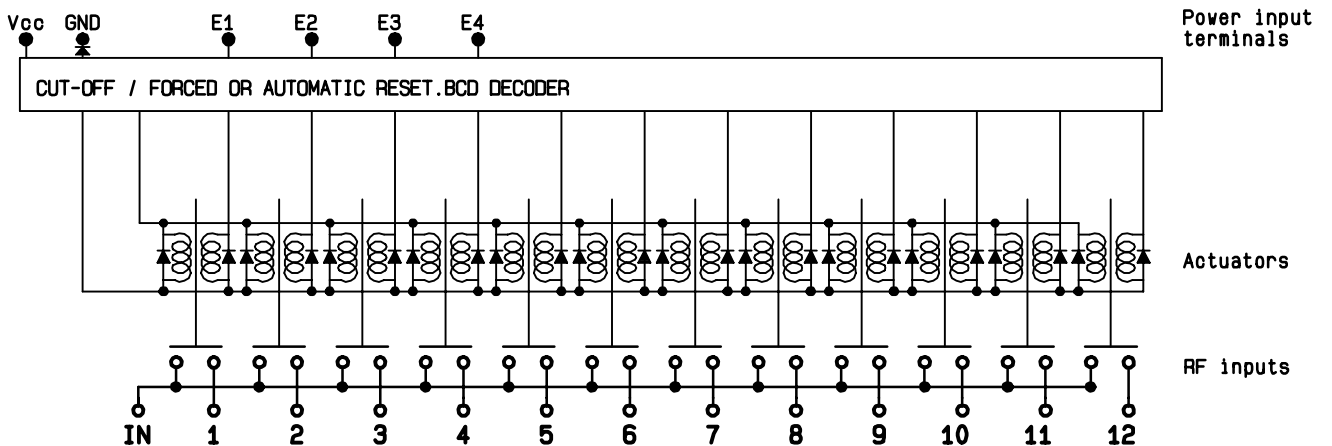 Vcc GND E1 E2 E3 E4
Power input
terminals
CUT-OFF / FORCED OR AUTOMATIC RESET.BCD DECODER
Actuators
RF inputs
IN 1 2 3 4 5 6 7 8 9 10 11 12